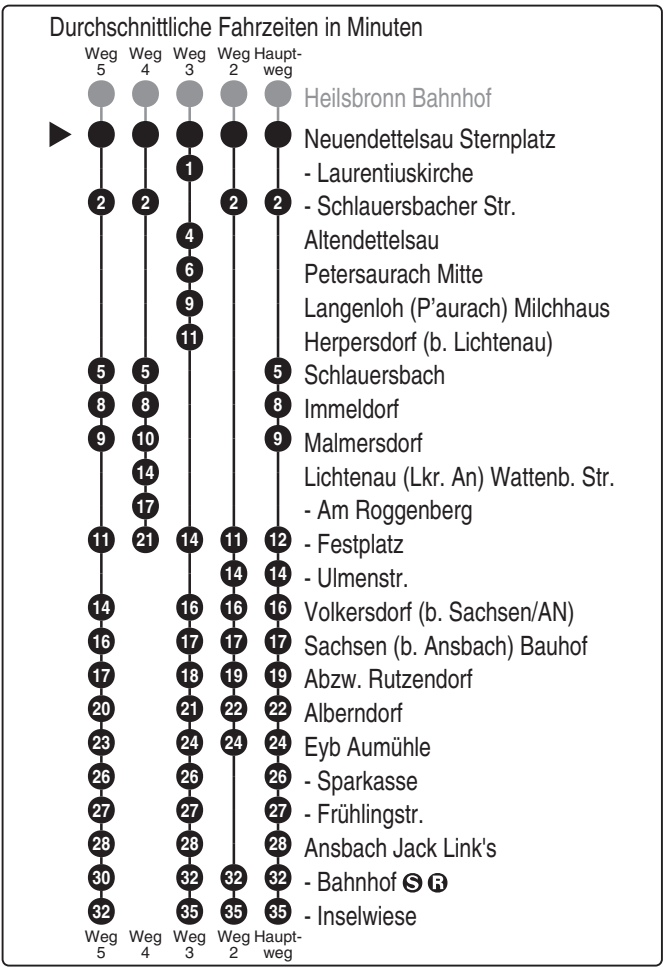 Durchschnittliche Fahrzeiten in Minuten
Weg 5 Weg 4 Weg 3 Weg 2 Haupt-weg
Heilsbronn Bahnhof
Neuendettelsau Sternplatz
1 - Laurentiuskirche
2 2 2 2 - Schlauersbacher Str.
4 Altendettelsau
6 Petersaurach Mitte
9 Langenloh (P'aurach) Milchhaus
11 Herpersdorf (b. Lichtenau)
5 5 5 Schlauersbach
8 8 8 Immeldorf
9 10 9 Malmersdorf
14 Lichtenau (Lkr. An) Wattenb. Str.
17 - Am Roggenberg
11 21 14 11 12 - Festplatz
14 14 - Ulmenstr.
14 16 16 16 Volkersdorf (b. Sachsen/AN)
16 17 17 17 Sachsen (b. Ansbach) Bauhof
17 18 19 19 Abzw. Rutzendorf
20 21 22 22 Alberndorf
23 24 24 24 Eyb Aumühle
26 26 26 - Sparkasse
27 27 27 - Frühlingstr.
28 28 28 Ansbach Jack Link's
30 32 32 32 - Bahnhof S R
32 35 35 35 - Inselwiese
Weg 5 Weg 4 Weg 3 Weg 2 Haupt-weg